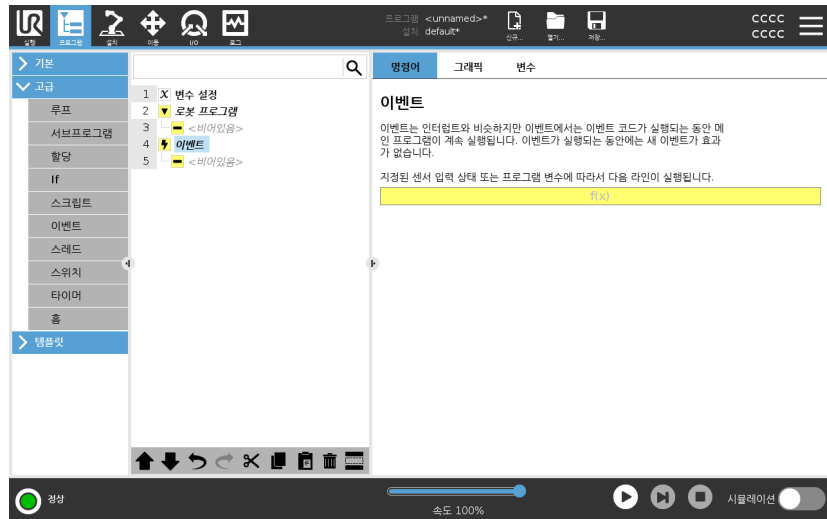 UR
실행 프로그램 설치 이동 I/O 로그
프로그램 <unnamed>*
설치 default*
신규... 열기... 저장...
cccc
cccc
기본
고급
루프
서브프로그램
할당
If
스크립트
이벤트
스레드
스위치
타이머
홈
템플릿
1 X 변수 설정
2 로봇 프로그램
3 <비어있음>
4 이벤트
5 <비어있음>
명령어 그래픽 변수
이벤트
이벤트는 인터럽트와 비슷하지만 이벤트에서는 이벤트 코드가 실행되는 동안 메
인 프로그램이 계속 실행됩니다. 이벤트가 실행되는 동안에는 새 이벤트가 효과
가 없습니다.
지정된 센서 입력 상태 또는 프로그램 변수에 따라서 다음 라인이 실행됩니다.
f(x)
정상
속도 100%
시뮬레이션